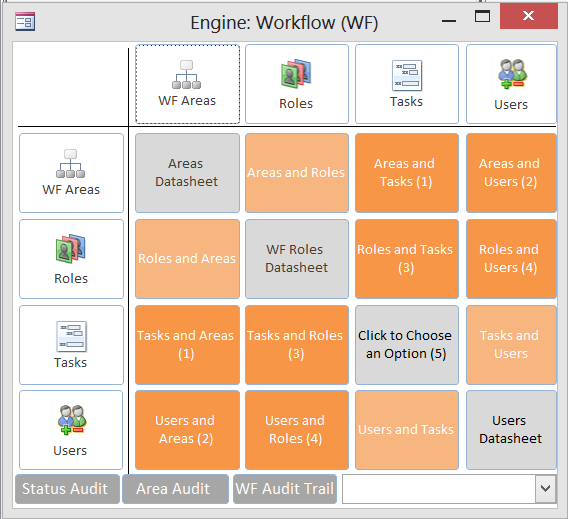 Engine: Workflow (WF)
WF Areas
Roles
Tasks
Users
WF Areas
Areas
Datasheet
Areas and Roles
Areas and
Tasks (1)
Areas and
Users (2)
Roles
Roles and Areas
WF Roles
Datasheet
Roles and Tasks
(3)
Roles and
Users (4)
Tasks
Tasks and Areas
(1)
Tasks and Roles
(3)
Click to Choose
an Option (5)
Tasks and
Users
Users
Users and
Areas (2)
Users and
Roles (4)
Users and Tasks
Users
Datasheet
Status Audit
Area Audit
WF Audit Trail